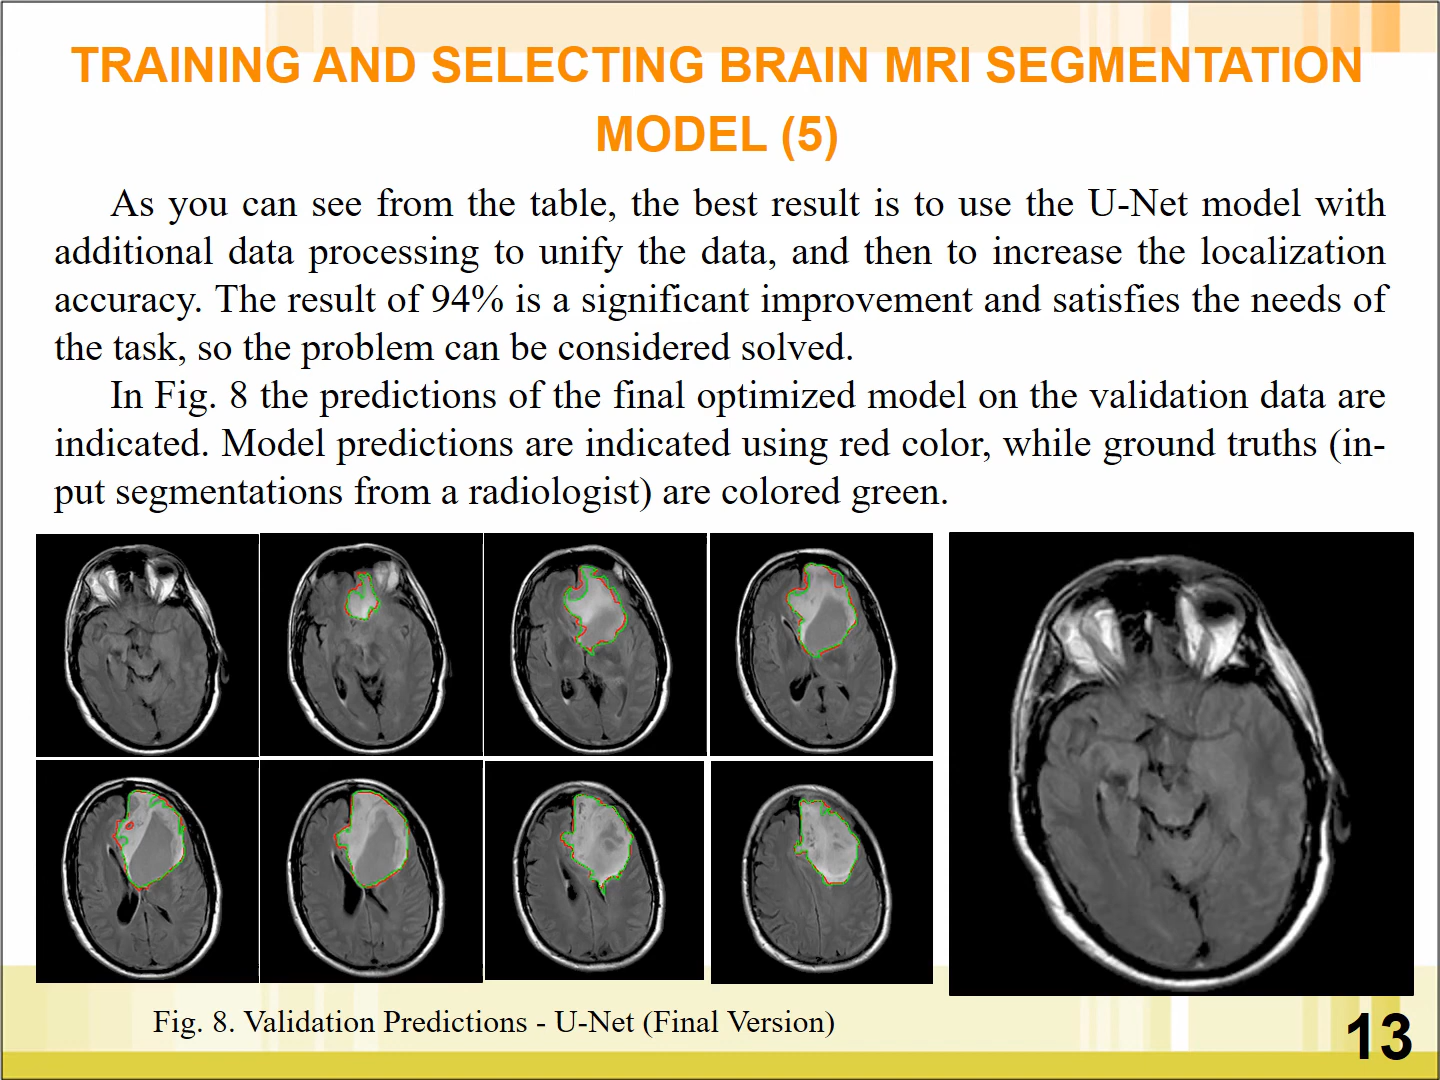 TRAINING AND SELECTING BRAIN MRI SEGMENTATION
MODEL (5)
As you can see from the table, the best result is to use the U-Net model with
additional data processing to unify the data, and then to increase the localization
accuracy. The result of 94% is a significant improvement and satisfies the needs of
the task, so the problem can be considered solved.
In Fig. 8 the predictions of the final optimized model on the validation data are
indicated. Model predictions are indicated using red color, while ground truths (in-
put segmentations from a radiologist) are colored green.
Fig. 8. Validation Predictions - U-Net (Final Version)
13